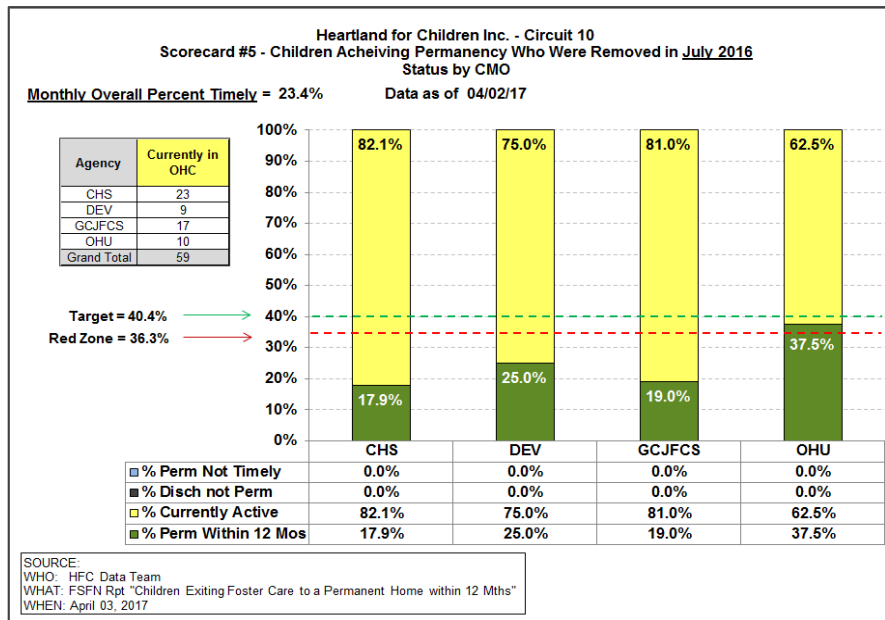 Heartland for Children Inc. - Circuit 10
Scorecard #5 - Children Acheiving Permanency Who Were Removed in July 2016
Status by CMO
Monthly Overall Percent Timely = 23.4% Data as of 04/02/17
Agency Currently in OHC
CHS 23
DEV 9
GCJFCS 17
OHU 10
Grand Total 59
Target = 40.4%
Red Zone = 36.3%
100%
90%
80%
70%
60%
50%
40%
30%
20%
10%
0%
82.1% 75.0% 81.0% 62.5%
17.9% 25.0% 19.0% 37.5%
CHS DEV GCJFCS OHU
% Perm Not Timely 0.0% 0.0% 0.0% 0.0%
% Disch not Perm 0.0% 0.0% 0.0% 0.0%
% Currently Active 82.1% 75.0% 81.0% 62.5%
% Perm Within 12 Mos 17.9% 25.0% 19.0% 37.5%
SOURCE:
WHO: HFC Data Team
WHAT: FSFN Rpt "Children Exiting Foster Care to a Permanent Home within 12 Mths"
WHEN: April 03, 2017